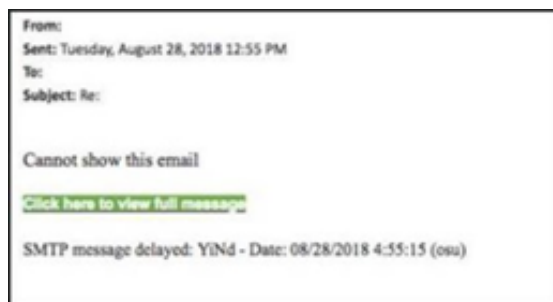 From:
Sent: Tuesday, August 28, 2018 12:55 PM
To:
Subject: Re:
Cannot show this email
Click here to view full message
SMTP message delayed: YiNd - Date: 08/28/2018 4:55:15 (osu)